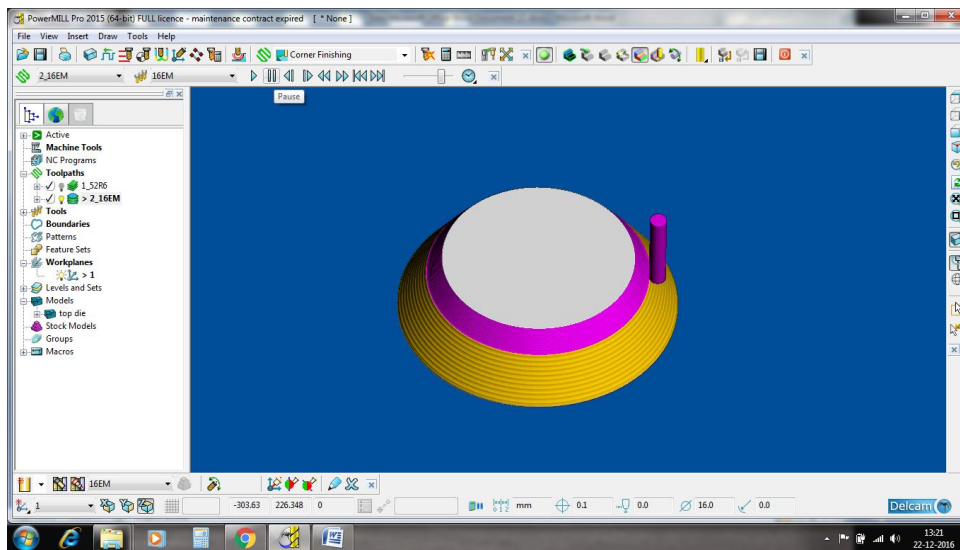 PowerMILL Pro 2015 (64-bit) FULL licence - maintenance contract expired [ * None ]
File View Insert Draw Tools Help
Corner Finishing
2_16EM 16EM
Pause
Active
Machine Tools
NC Programs
Toolpaths
1_52R6
> 2_16EM
Tools
Boundaries
Patterns
Feature Sets
Workplanes
> 1
Levels and Sets
Models
top die
Stock Models
Groups
Macros
16EM
1 -303.63 226.348 0 mm 0.1 0.0 16.0 0.0 Delcam
13:21
22-12-2016